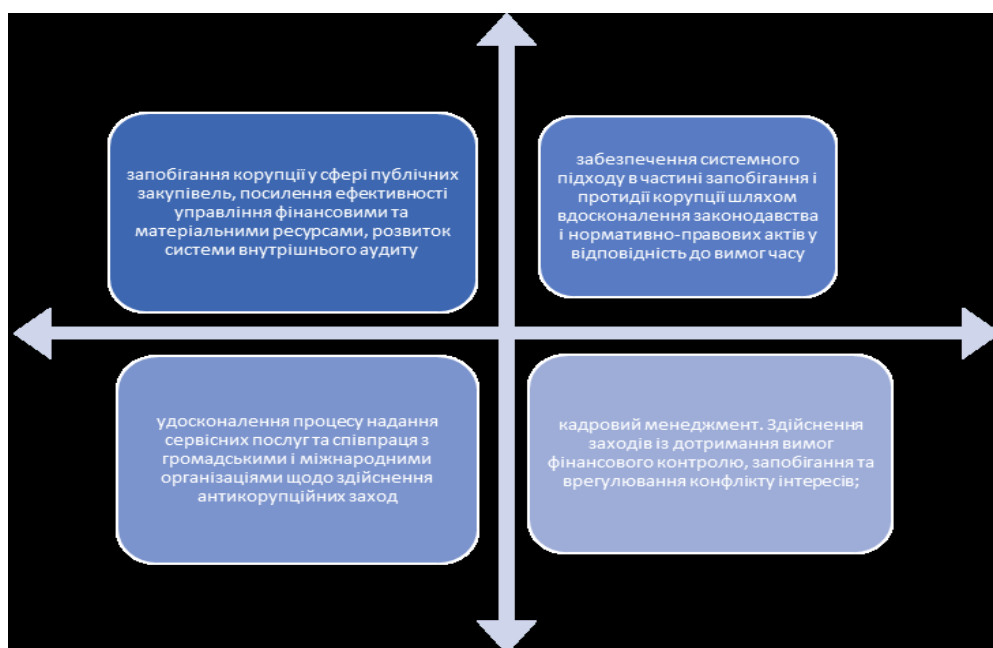 запобігання корупції у сфері публічних
закупівель, посилення ефективності
управління фінансовими та
матеріальними ресурсами, розвиток
системи внутрішнього аудиту
забезпечення системного
підходу в частині запобігання і
протидії корупції шляхом
вдосконалення законодавства
і нормативно-правових актів у
відповідність до вимог часу
удосконалення процесу надання
сервісних послуг та співпраця з
громадськими і міжнародними
організаціями щодо здійснення
антикорупційних заход
кадровий менеджмент. Здійснення
заходів із дотримання вимог
фінансового контролю, запобігання та
врегулювання конфлікту інтересів;